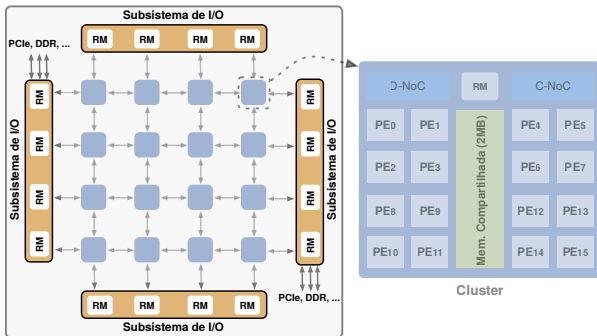 Subsistema de I/O
RM RM RM RM
PCIe, DDR, ...
Subsistema de I/O
RM
RM
RM
RM
RM
RM
RM
RM
Subsistema de I/O
PCIe, DDR, ...
RM RM RM RM
Subsistema de I/O
D-NoC RM C-NoC
PE0 PE1 PE4 PE5
PE2 PE3 PE6 PE7
Mem. Compartilhada (2MB)
PE8 PE9 PE12 PE13
PE10 PE11 PE14 PE15
Cluster